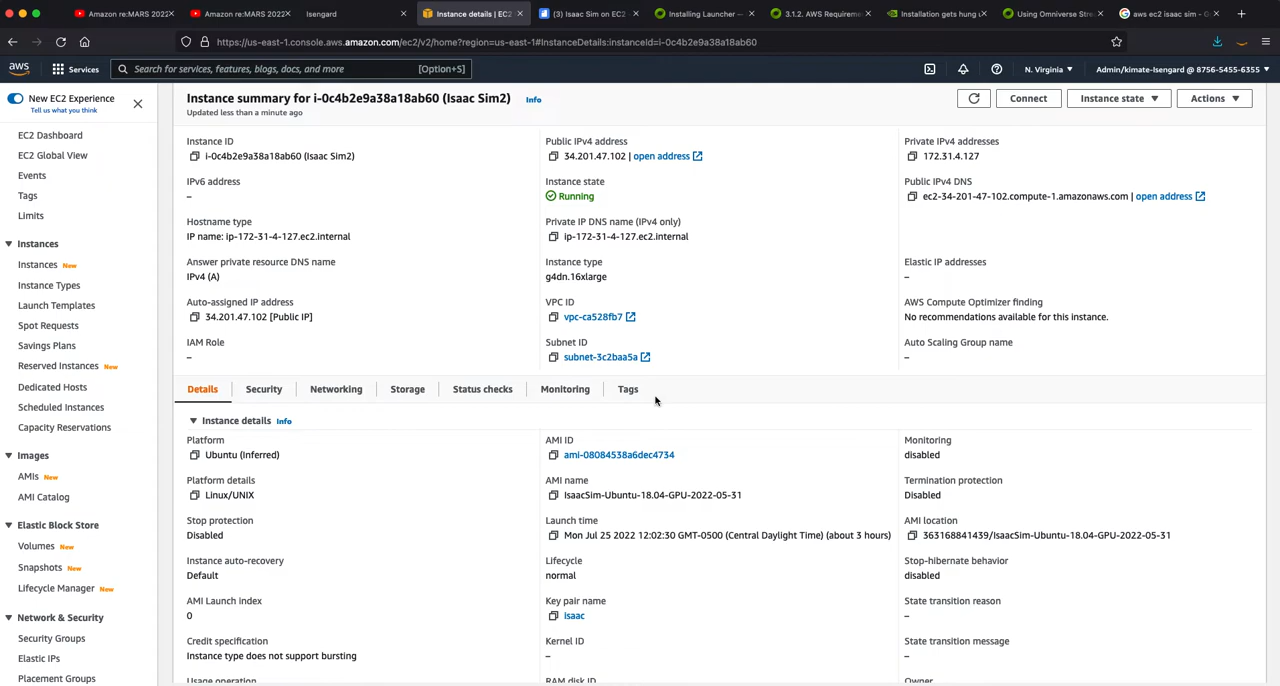 Amazon re:MARS 2022
Amazon re:MARS 2022
Isengard
Instance details | EC2
(3) Isaac Sim on EC2
Installing Launcher —
3.1.2. AWS Requireme
Installation gets hung
Using Omniverse Stre
aws ec2 isaac sim - G
https://us-east-1.console.aws.amazon.com/ec2/v2/home?region=us-east-1#InstanceDetails:instanceId=i-0c4b2e9a38a18ab60
aws
Services
Search for services, features, blogs, docs, and more
[Option+S]
N. Virginia
Admin/kimate-Isengard @ 8756-5455-6355
New EC2 Experience
Tell us what you think
EC2 Dashboard
EC2 Global View
Events
Tags
Limits
Instances
Instances New
Instance Types
Launch Templates
Spot Requests
Savings Plans
Reserved Instances New
Dedicated Hosts
Scheduled Instances
Capacity Reservations
Images
AMIs New
AMI Catalog
Elastic Block Store
Volumes New
Snapshots New
Lifecycle Manager New
Network & Security
Security Groups
Elastic IPs
Placement Groups
Instance summary for i-0c4b2e9a38a18ab60 (Isaac Sim2) Info
Updated less than a minute ago
Connect
Instance state
Actions
Instance ID
i-0c4b2e9a38a18ab60 (Isaac Sim2)
Public IPv4 address
34.201.47.102 | open address
Private IPv4 addresses
172.31.4.127
IPv6 address
–
Instance state
Running
Public IPv4 DNS
ec2-34-201-47-102.compute-1.amazonaws.com | open address
Hostname type
IP name: ip-172-31-4-127.ec2.internal
Private IP DNS name (IPv4 only)
ip-172-31-4-127.ec2.internal
Answer private resource DNS name
IPv4 (A)
Instance type
g4dn.16xlarge
Elastic IP addresses
–
Auto-assigned IP address
34.201.47.102 [Public IP]
VPC ID
vpc-ca528fb7
AWS Compute Optimizer finding
No recommendations available for this instance.
IAM Role
–
Subnet ID
subnet-3c2baa5a
Auto Scaling Group name
–
Details
Security
Networking
Storage
Status checks
Monitoring
Tags
Instance details Info
Platform
Ubuntu (Inferred)
AMI ID
ami-08084538a6dec4734
Monitoring
disabled
Platform details
Linux/UNIX
AMI name
IsaacSim-Ubuntu-18.04-GPU-2022-05-31
Termination protection
Disabled
Stop protection
Disabled
Launch time
Mon Jul 25 2022 12:02:30 GMT-0500 (Central Daylight Time) (about 3 hours)
AMI location
363168841439/IsaacSim-Ubuntu-18.04-GPU-2022-05-31
Instance auto-recovery
Default
Lifecycle
normal
Stop-hibernate behavior
disabled
AMI Launch index
0
Key pair name
isaac
State transition reason
–
Credit specification
Instance type does not support bursting
Kernel ID
–
State transition message
–
Usage operation
RAM disk ID
Owner